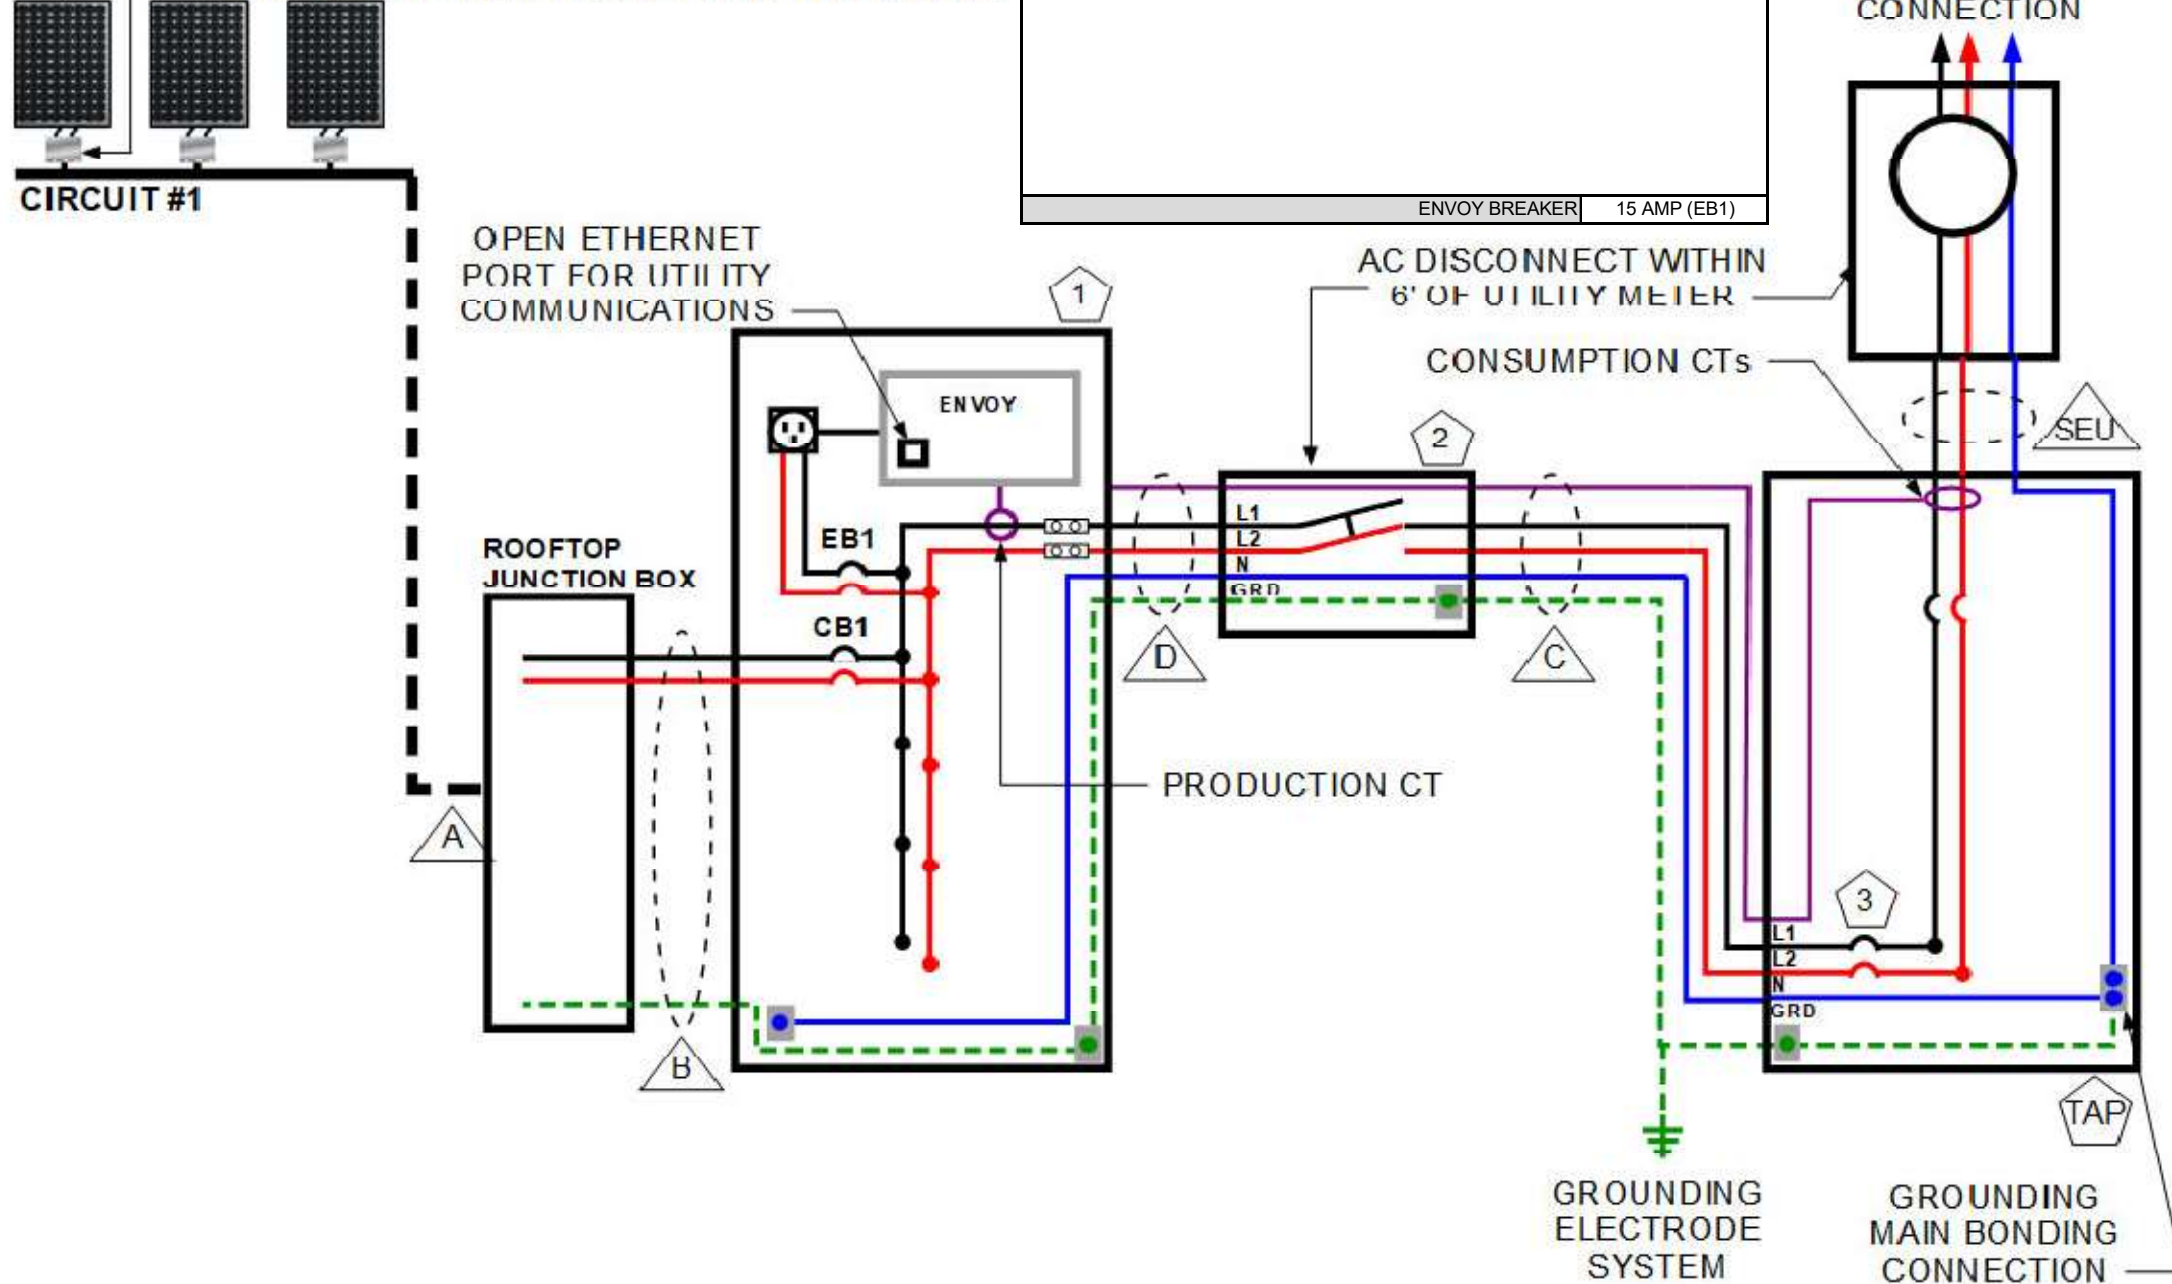 CONNECTION
CIRCUIT #1
ENVOY BREAKER 15 AMP (EB1)
OPEN ETHERNET
PORT FOR UTILITY
COMMUNICATIONS
1
AC DISCONNECT WITHIN
6' OF UTILITY METER
CONSUMPTION CTs
ENVOY
2
SEU
L1
L2
N
GRD
EB1
ROOFTOP
JUNCTION BOX
CB1
D
C
PRODUCTION CT
A
3
L1
L2
N
GRD
B
TAP
GROUNDING
ELECTRODE
SYSTEM
GROUNDING
MAIN BONDING
CONNECTION